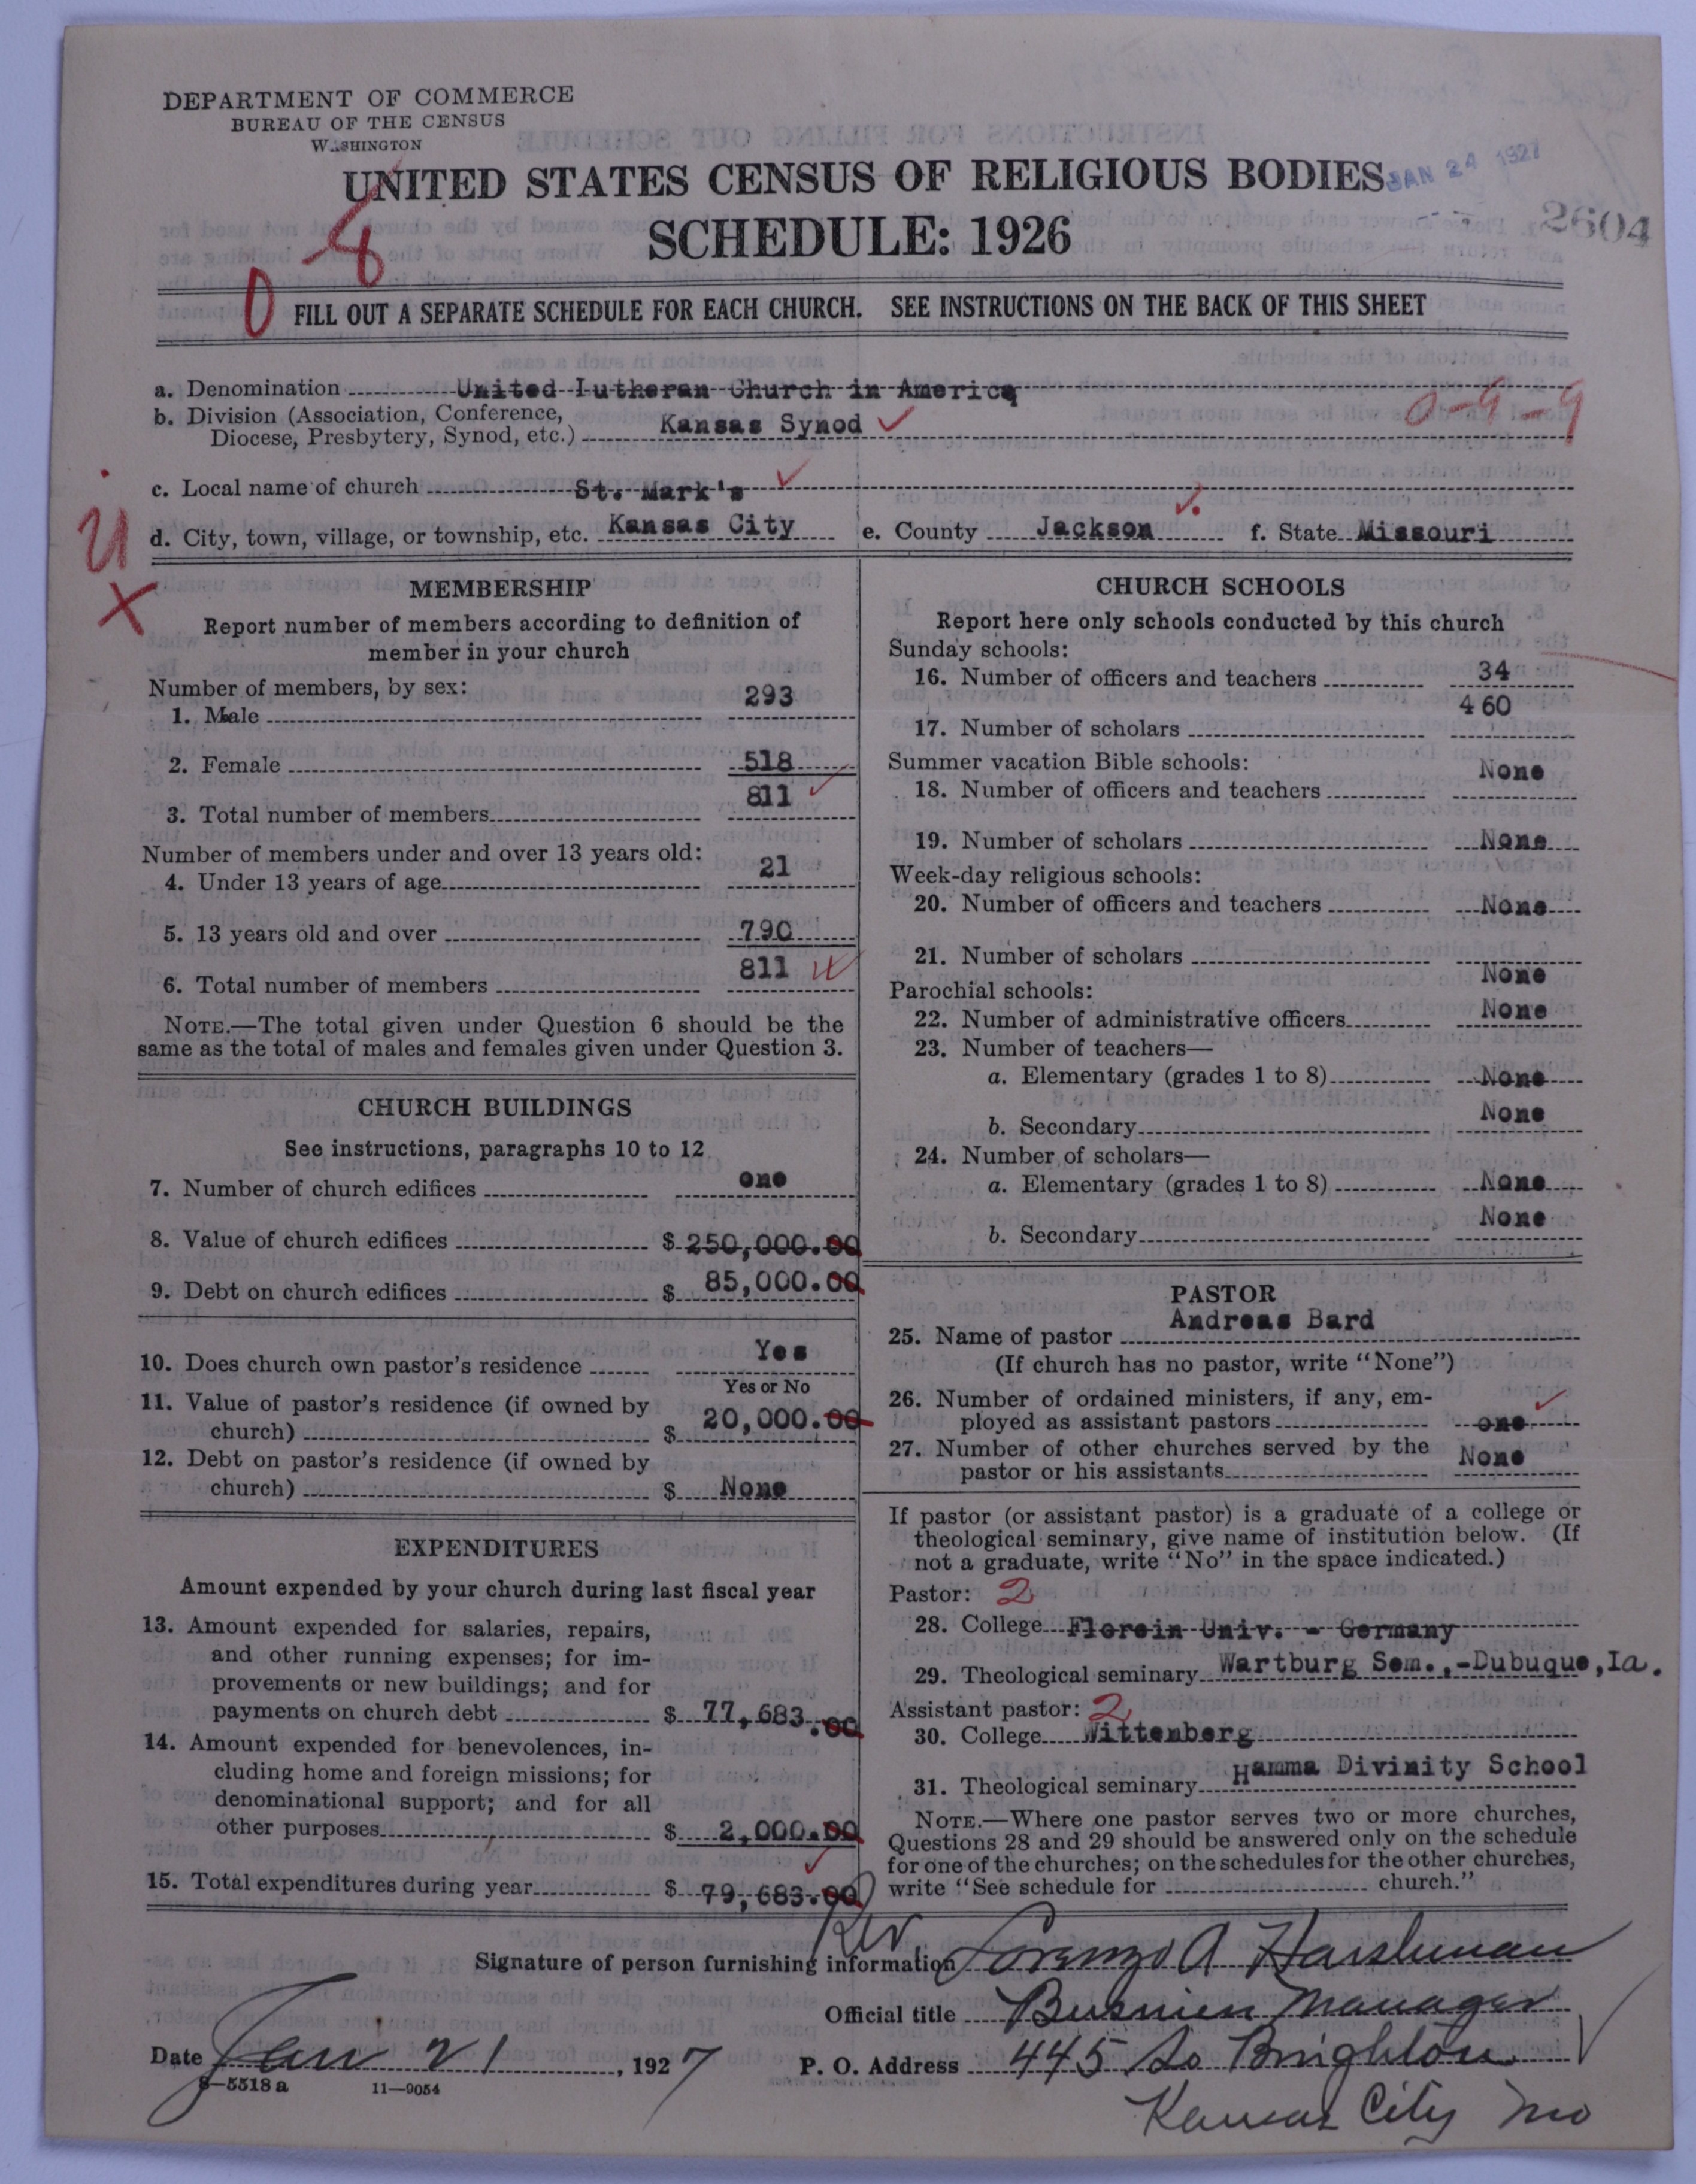 DEPARTMENT OF COMMERCE
BUREAU OF THE CENSUS
WASHINGTON
UNITED STATES CENSUS OF RELIGIOUS BODIES
JAN 24 1927
SCHEDULE: 1926
2604
8
0
FILL OUT A SEPARATE SCHEDULE FOR EACH CHURCH. SEE INSTRUCTIONS ON THE BACK OF THIS SHEET
a. Denomination United Lutheran Church in America
0-9-9
b. Division (Association, Conference,
Diocese, Presbytery, Synod, etc.) Kansas Synod
c. Local name of church St. Mark's
d. City, town, village, or township, etc. Kansas City e. County Jackson f. State Missouri
MEMBERSHIP
Report number of members according to definition of
member in your church
Number of members, by sex:
1. Male 293
2. Female 518
3. Total number of members 811
Number of members under and over 13 years old:
4. Under 13 years of age 21
5. 13 years old and over 790
6. Total number of members 811
NOTE.—The total given under Question 6 should be the
same as the total of males and females given under Question 3.
CHURCH BUILDINGS
See instructions, paragraphs 10 to 12
7. Number of church edifices one
8. Value of church edifices $ 250,000.00
9. Debt on church edifices $ 85,000.00
10. Does church own pastor's residence Yes
Yes or No
11. Value of pastor's residence (if owned by
church) $ 20,000.00
12. Debt on pastor's residence (if owned by
church) $ None
EXPENDITURES
Amount expended by your church during last fiscal year
13. Amount expended for salaries, repairs,
and other running expenses; for im-
provements or new buildings; and for
payments on church debt $ 77,683.00
14. Amount expended for benevolences, in-
cluding home and foreign missions; for
denominational support; and for all
other purposes $ 2,000.00
15. Total expenditures during year $ 79,683.00
CHURCH SCHOOLS
Report here only schools conducted by this church
Sunday schools:
16. Number of officers and teachers 34
17. Number of scholars 460
Summer vacation Bible schools:
18. Number of officers and teachers None
19. Number of scholars None
Week-day religious schools:
20. Number of officers and teachers None
21. Number of scholars None
Parochial schools:
22. Number of administrative officers None
23. Number of teachers—
a. Elementary (grades 1 to 8) None
b. Secondary None
24. Number of scholars—
a. Elementary (grades 1 to 8) None
b. Secondary None
PASTOR
25. Name of pastor Andreas Bard
(If church has no pastor, write "None")
26. Number of ordained ministers, if any, em-
ployed as assistant pastors one
27. Number of other churches served by the
pastor or his assistants None
If pastor (or assistant pastor) is a graduate of a college or
theological seminary, give name of institution below. (If
not a graduate, write "No" in the space indicated.)
Pastor: 2
28. College Florein Univ. - Germany
29. Theological seminary Wartburg Sem.,-Dubuque,Ia.
Assistant pastor: 2
30. College Wittenberg
31. Theological seminary Hamma Divinity School
NOTE.—Where one pastor serves two or more churches,
Questions 28 and 29 should be answered only on the schedule
for one of the churches; on the schedules for the other churches,
write "See schedule for church."
Signature of person furnishing information Rev Lorenzo A Harshman
Official title Business Manager
Date Jan 21, 1927 P. O. Address 445 So Brighton
8—5518 a 11—9054
Kansas City Mo